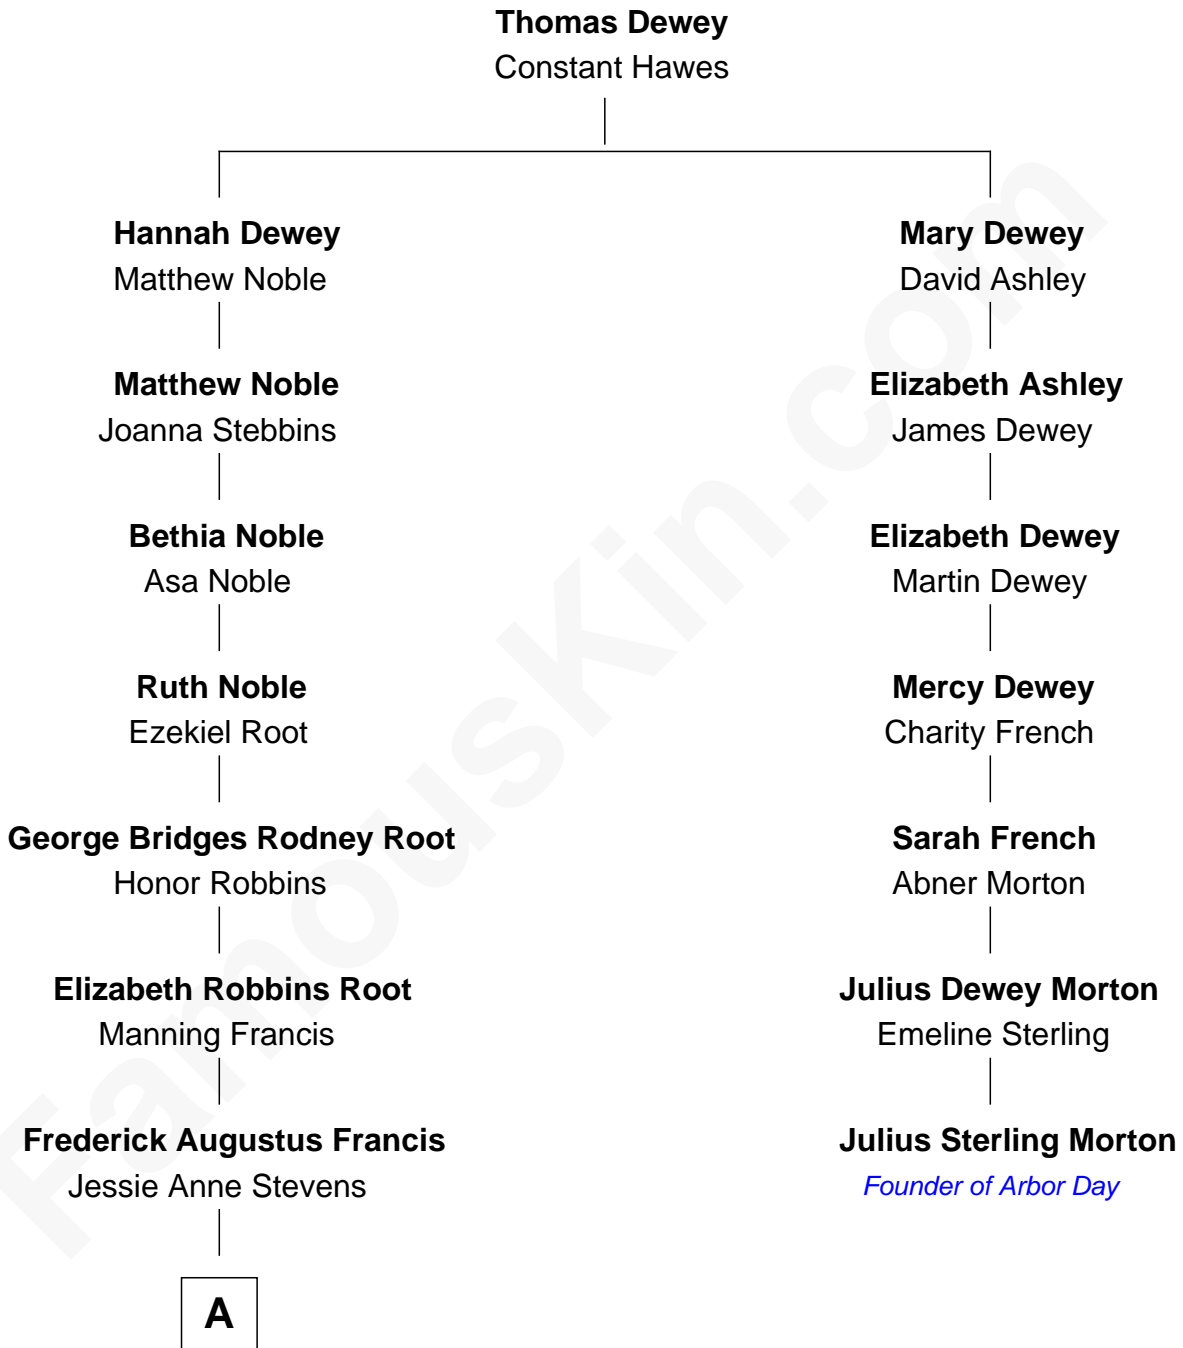 Thomas Dewey
Constant Hawes
Hannah Dewey
Matthew Noble
Matthew Noble
Joanna Stebbins
Bethia Noble
Asa Noble
Ruth Noble
Ezekiel Root
George Bridges Rodney Root
Honor Robbins
Elizabeth Robbins Root
Manning Francis
Frederick Augustus Francis
Jessie Anne Stevens
A
Mary Dewey
David Ashley
Elizabeth Ashley
James Dewey
Elizabeth Dewey
Martin Dewey
Mercy Dewey
Charity French
Sarah French
Abner Morton
Julius Dewey Morton
Emeline Sterling
Julius Sterling Morton
Founder of Arbor Day
FamousKin.com